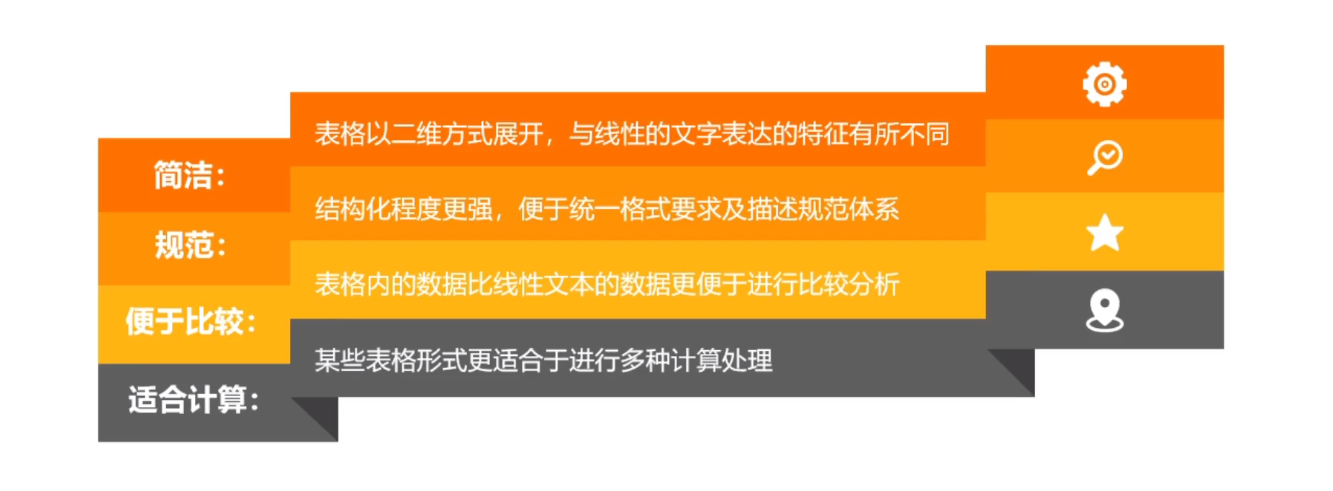 简洁：
表格以二维方式展开，与线性的文字表达的特征有所不同
规范：
结构化程度更强，便于统一格式要求及描述规范体系
便于比较：
表格内的数据比线性文本的数据更便于进行比较分析
适合计算：
某些表格形式更适合于进行多种计算处理